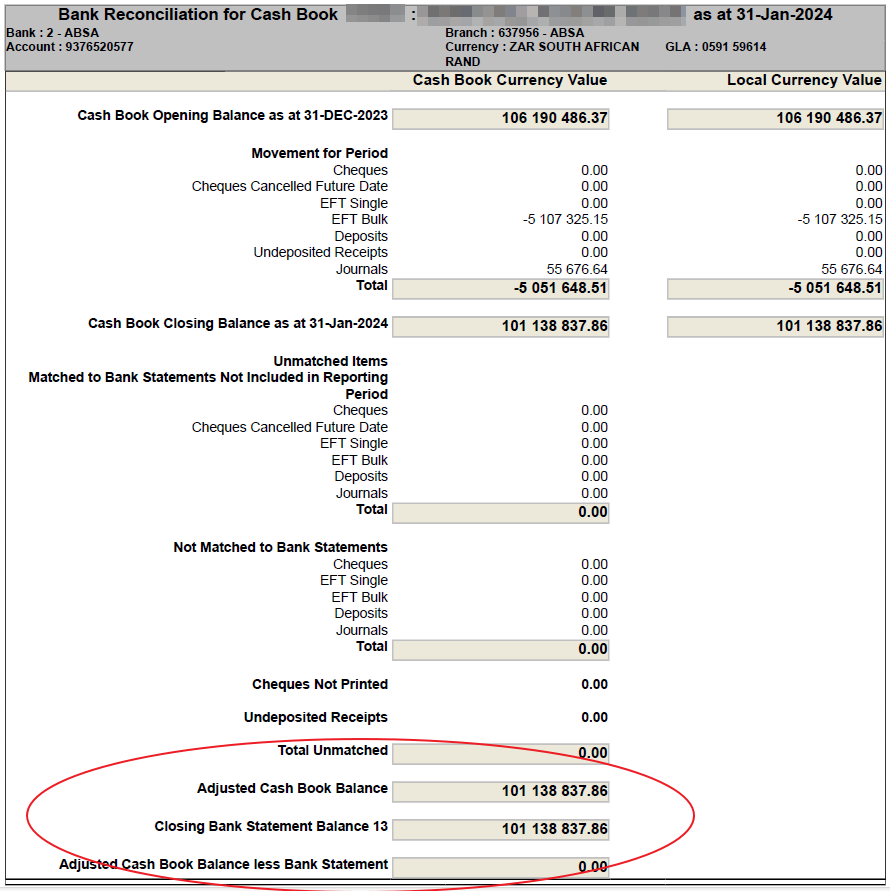 Bank Reconciliation for Cash Book : as at 31-Jan-2024
Bank : 2 - ABSA Branch : 637956 - ABSA
Account : 9376520577 Currency : ZAR SOUTH AFRICAN RAND GLA : 0591 59614
Cash Book Currency Value Local Currency Value
Cash Book Opening Balance as at 31-DEC-2023 106 190 486.37 106 190 486.37
Movement for Period
Cheques 0.00 0.00
Cheques Cancelled Future Date 0.00 0.00
EFT Single 0.00 0.00
EFT Bulk -5 107 325.15 -5 107 325.15
Deposits 0.00 0.00
Undeposited Receipts 0.00 0.00
Journals 55 676.64 55 676.64
Total -5 051 648.51 -5 051 648.51
Cash Book Closing Balance as at 31-Jan-2024 101 138 837.86 101 138 837.86
Unmatched Items
Matched to Bank Statements Not Included in Reporting
Period
Cheques 0.00
Cheques Cancelled Future Date 0.00
EFT Single 0.00
EFT Bulk 0.00
Deposits 0.00
Journals 0.00
Total 0.00
Not Matched to Bank Statements
Cheques 0.00
EFT Single 0.00
EFT Bulk 0.00
Deposits 0.00
Journals 0.00
Total 0.00
Cheques Not Printed 0.00
Undeposited Receipts 0.00
Total Unmatched 0.00
Adjusted Cash Book Balance 101 138 837.86
Closing Bank Statement Balance 13 101 138 837.86
Adjusted Cash Book Balance less Bank Statement 0.00